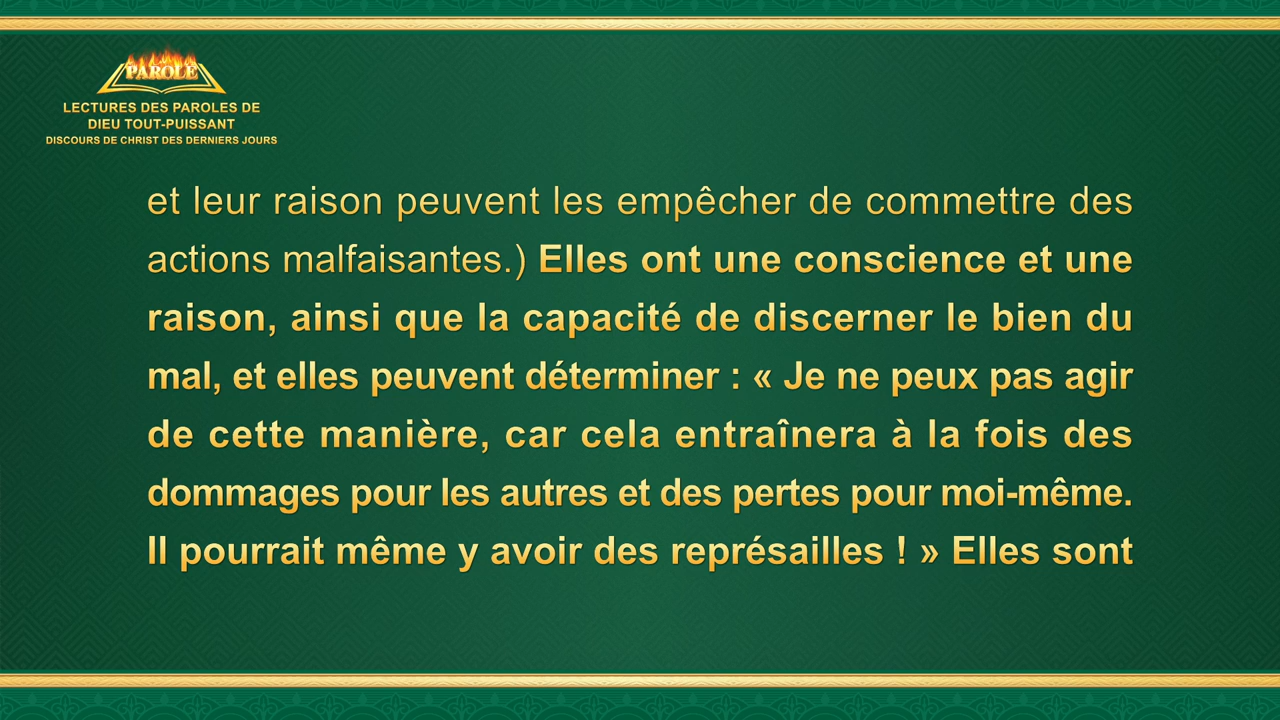 PAROLE
LECTURES DES PAROLES DE
DIEU TOUT-PUISSANT
DISCOURS DE CHRIST DES DERNIERS JOURS
et leur raison peuvent les empêcher de commettre des
actions malfaisantes.) Elles ont une conscience et une
raison, ainsi que la capacité de discerner le bien du
mal, et elles peuvent déterminer : « Je ne peux pas agir
de cette manière, car cela entraînera à la fois des
dommages pour les autres et des pertes pour moi-même.
Il pourrait même y avoir des représailles ! » Elles sont